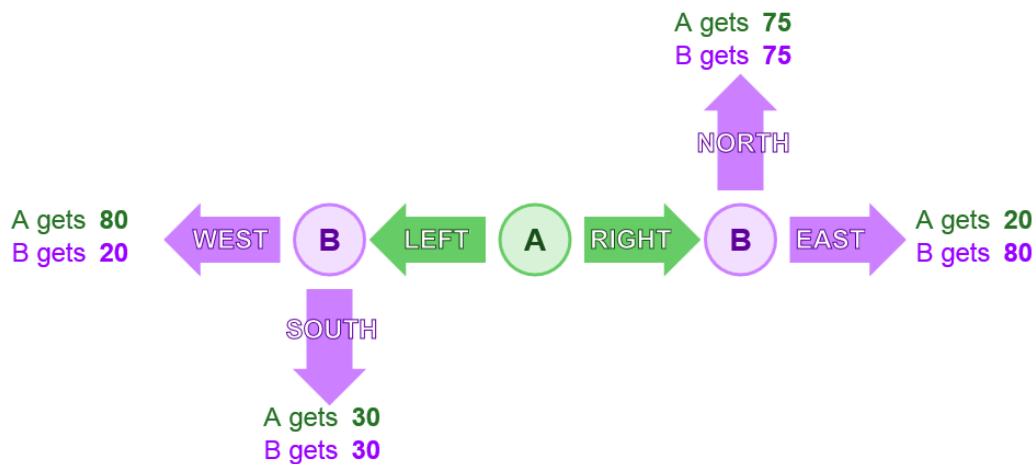 A gets 75
B gets 75
NORTH
A gets 80
B gets 20
WEST
B
LEFT
A
RIGHT
B
EAST
A gets 20
B gets 80
SOUTH
A gets 30
B gets 30